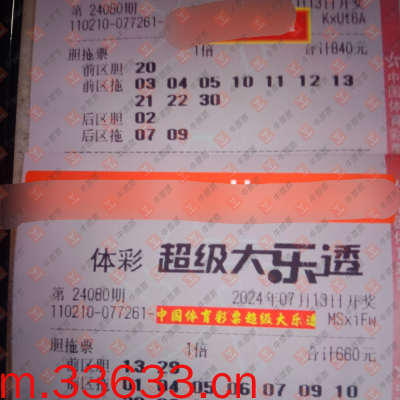 第 24080期
13日开奖
110210-077261-
KxUt6A
胆拖票 1倍 合计840元
前区胆 20
前区拖 03 04 05 10 11 12 13
21 22 30
后区胆 02
后区拖 07 09
体彩 超级大乐透
第 24080期 2024年07月13日开奖
110210-077261-中国体育彩票超级大乐透 MSx1Fw
胆拖票 1倍 合计660元
前区胆 13 29
01 04 05 06 07 09 10
m.33633.cn